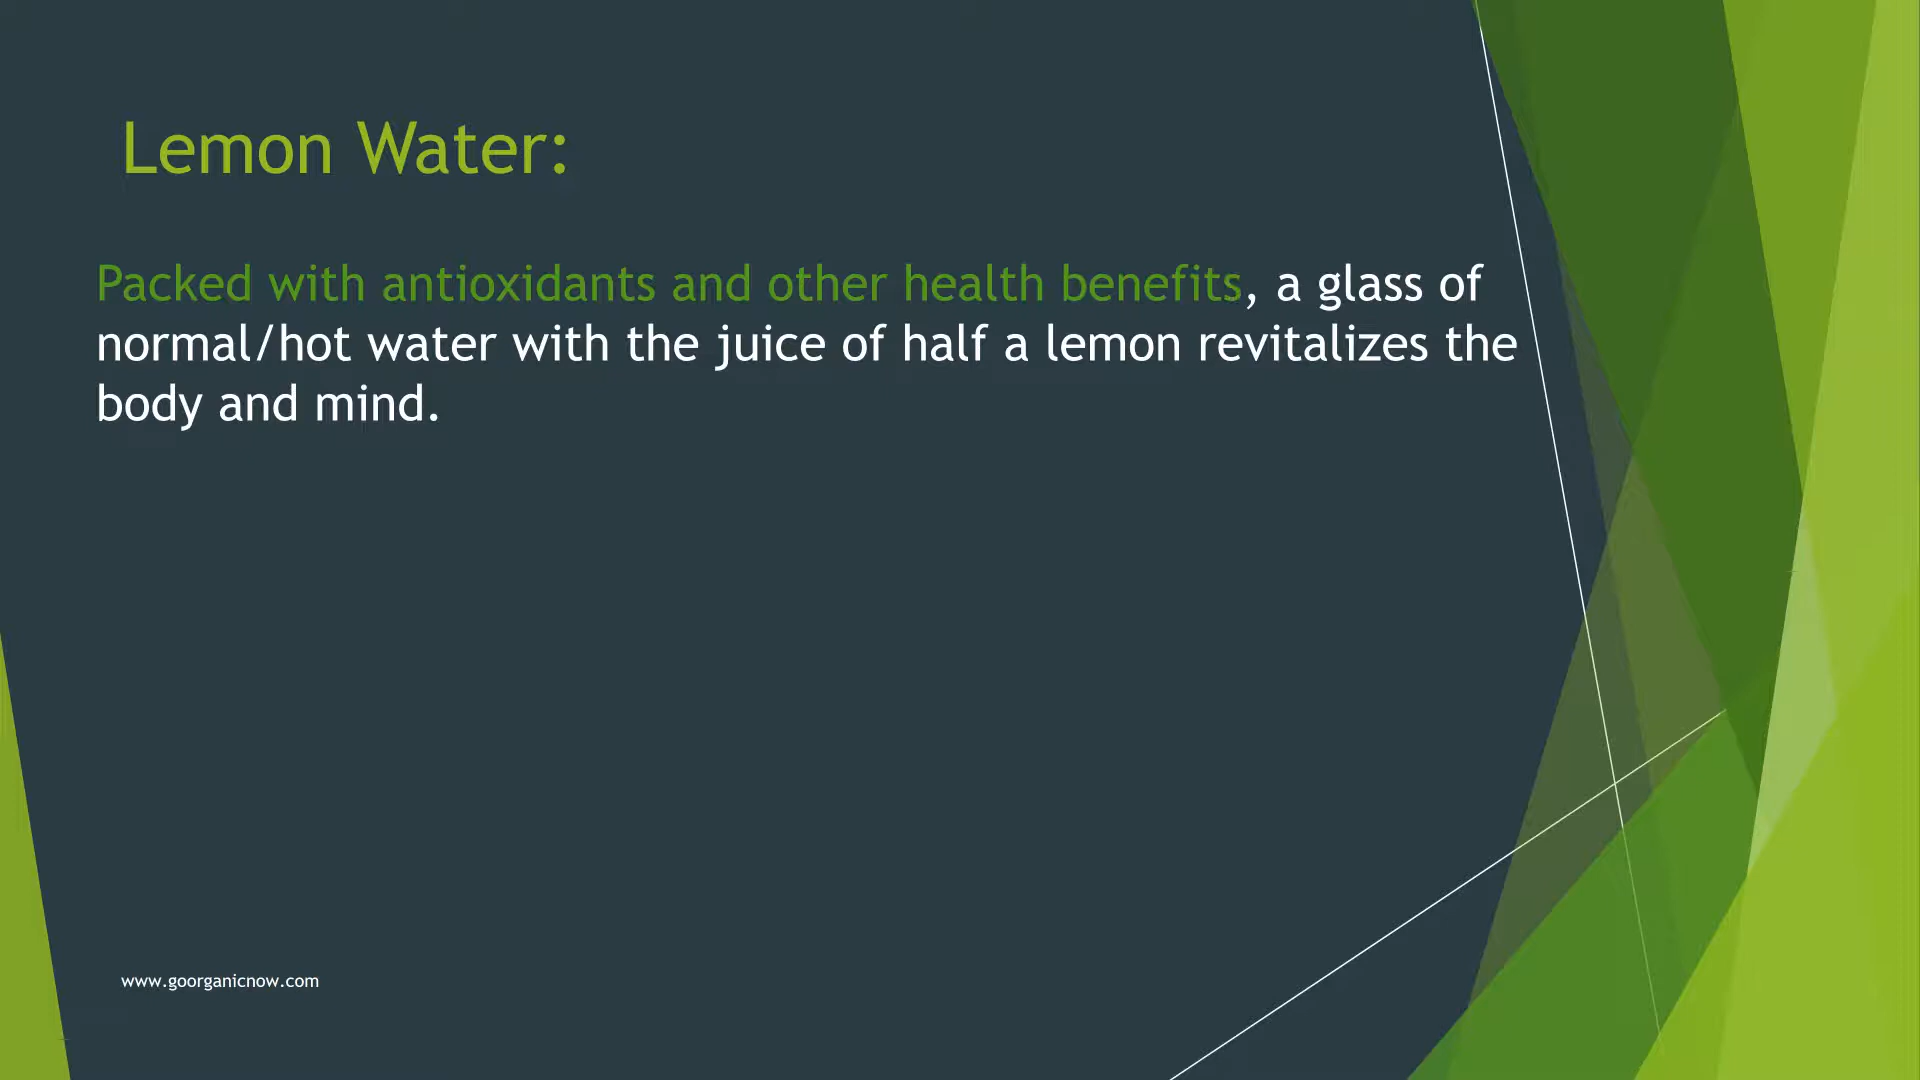 Lemon Water:
Packed with antioxidants and other health benefits, a glass of
normal/hot water with the juice of half a lemon revitalizes the
body and mind.
www.goorganicnow.com